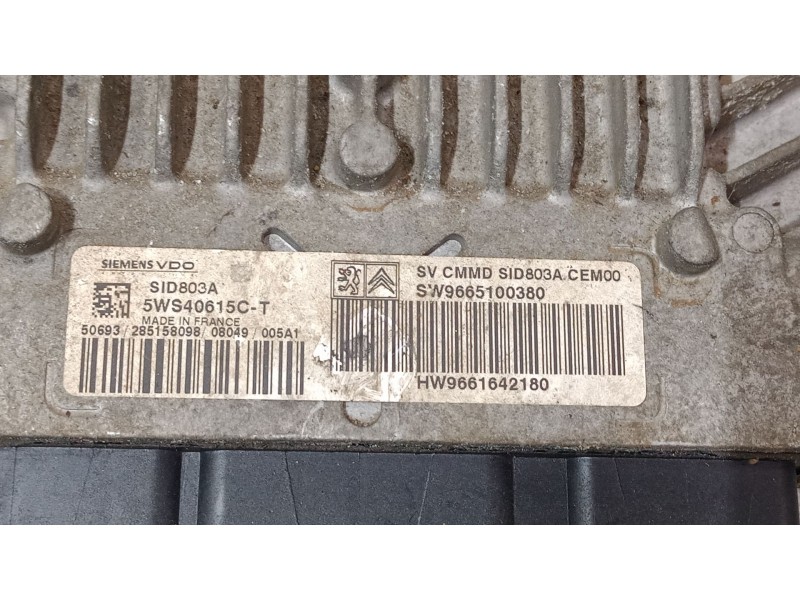 SIEMENS VDO
SID803A
5WS40615C-T
MADE IN FRANCE
50693/285158098/08049/005A1
SV CMMD SID803A CEM00
SW9665100380
HW9661642180